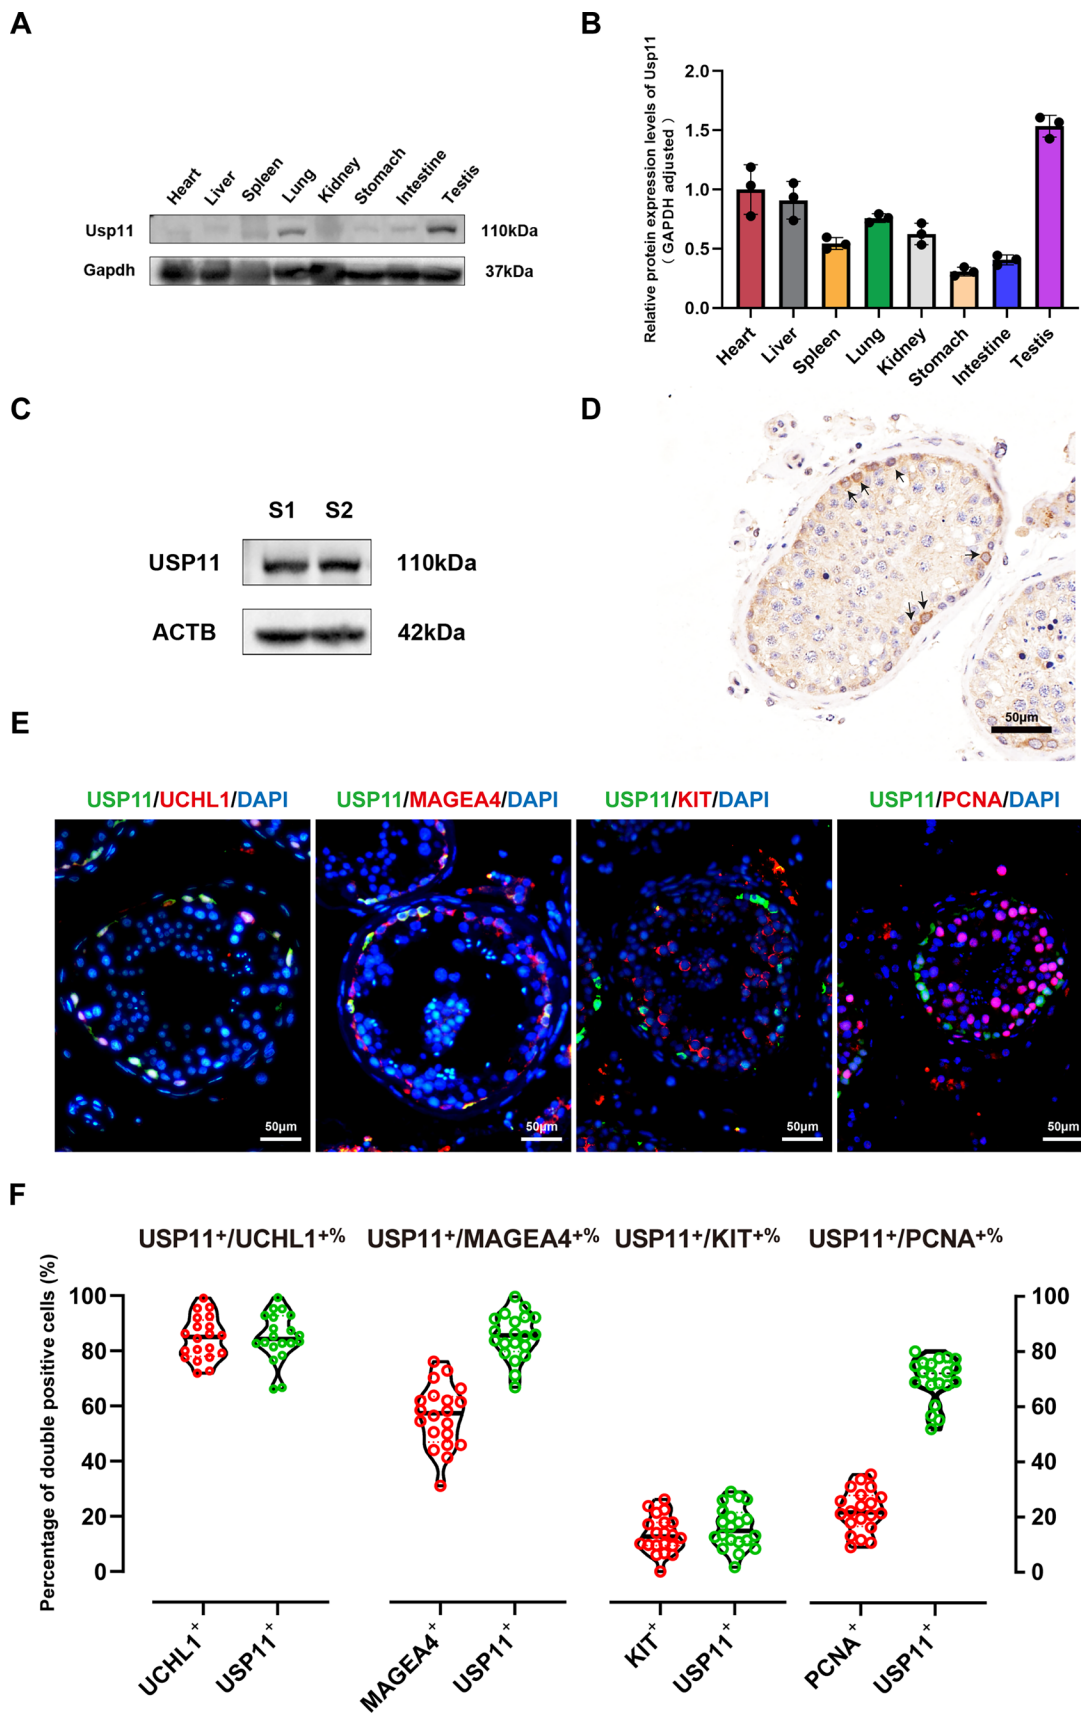 A
Heart
Liver
Spleen
Lung
Kidney
Stomach
Intestine
Testis
Usp11
110kDa
Gapdh
37kDa
B
Relative protein expression levels of Usp11
( GAPDH adjusted )
2.0
1.5
1.0
0.5
0.0
Heart
Liver
Spleen
Lung
Kidney
Stomach
Intestine
Testis
C
S1 S2
USP11 110kDa
ACTB 42kDa
D
50μm
E
USP11/UCHL1/DAPI
USP11/MAGEA4/DAPI
USP11/KIT/DAPI
USP11/PCNA/DAPI
50μm
50μm
50μm
50μm
F
USP11⁺/UCHL1⁺%
USP11⁺/MAGEA4⁺%
USP11⁺/KIT⁺%
USP11⁺/PCNA⁺%
Percentage of double positive cells (%)
100
80
60
40
20
0
100
80
60
40
20
0
UCHL1⁺
USP11⁺
MAGEA4⁺
USP11⁺
KIT⁺
USP11⁺
PCNA⁺
USP11⁺